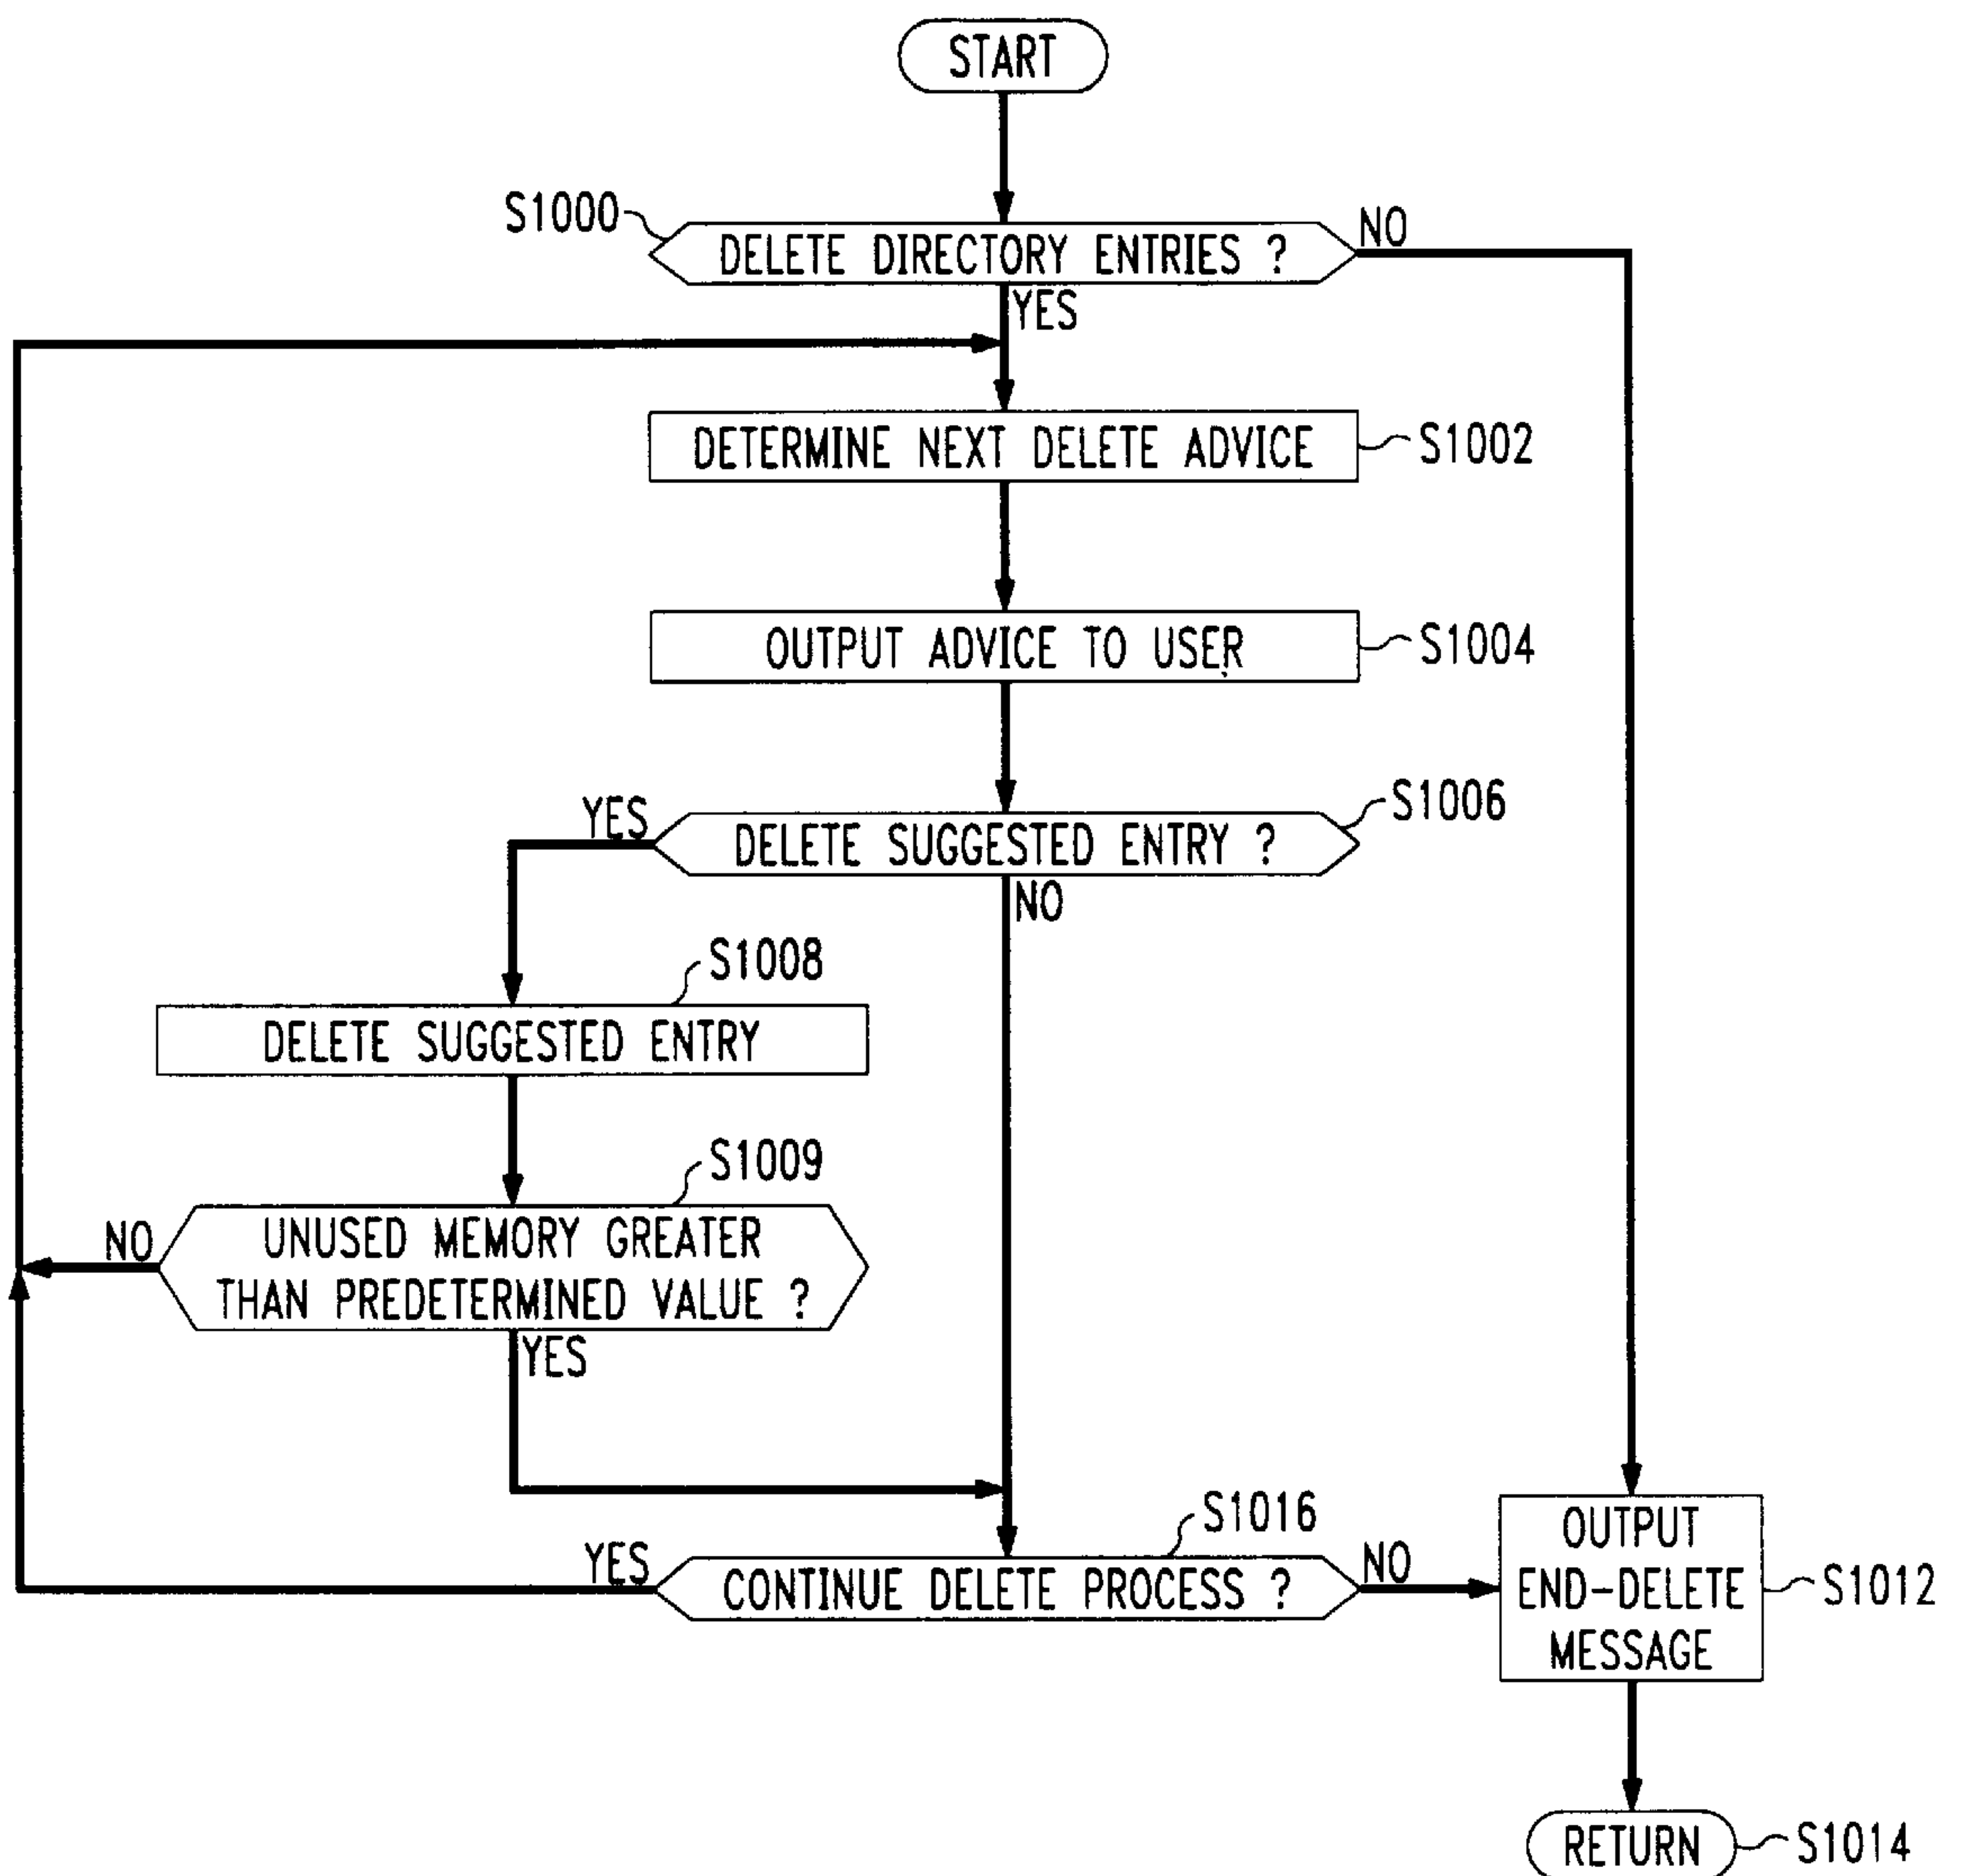 START
S1000
DELETE DIRECTORY ENTRIES ?
NO
YES
DETERMINE NEXT DELETE ADVICE
S1002
OUTPUT ADVICE TO USER
S1004
YES
DELETE SUGGESTED ENTRY ?
S1006
NO
S1008
DELETE SUGGESTED ENTRY
S1009
NO
UNUSED MEMORY GREATER
THAN PREDETERMINED VALUE ?
YES
YES
S1016
CONTINUE DELETE PROCESS ?
NO
OUTPUT
END-DELETE
MESSAGE
S1012
RETURN
S1014